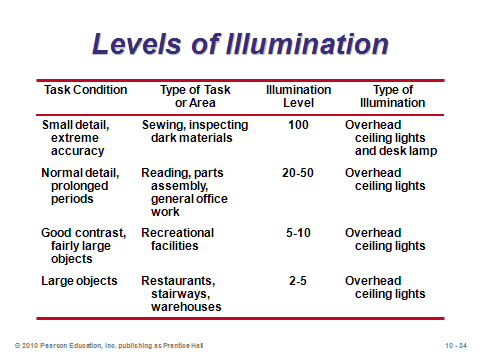 Levels of Illumination
Task Condition Type of Task or Area Illumination Level Type of Illumination
Small detail, extreme accuracy Sewing, inspecting dark materials 100 Overhead ceiling lights and desk lamp
Normal detail, prolonged periods Reading, parts assembly, general office work 20-50 Overhead ceiling lights
Good contrast, fairly large objects Recreational facilities 5-10 Overhead ceiling lights
Large objects Restaurants, stairways, warehouses 2-5 Overhead ceiling lights
© 2010 Pearson Education, Inc. publishing as Prentice Hall 10 - 34